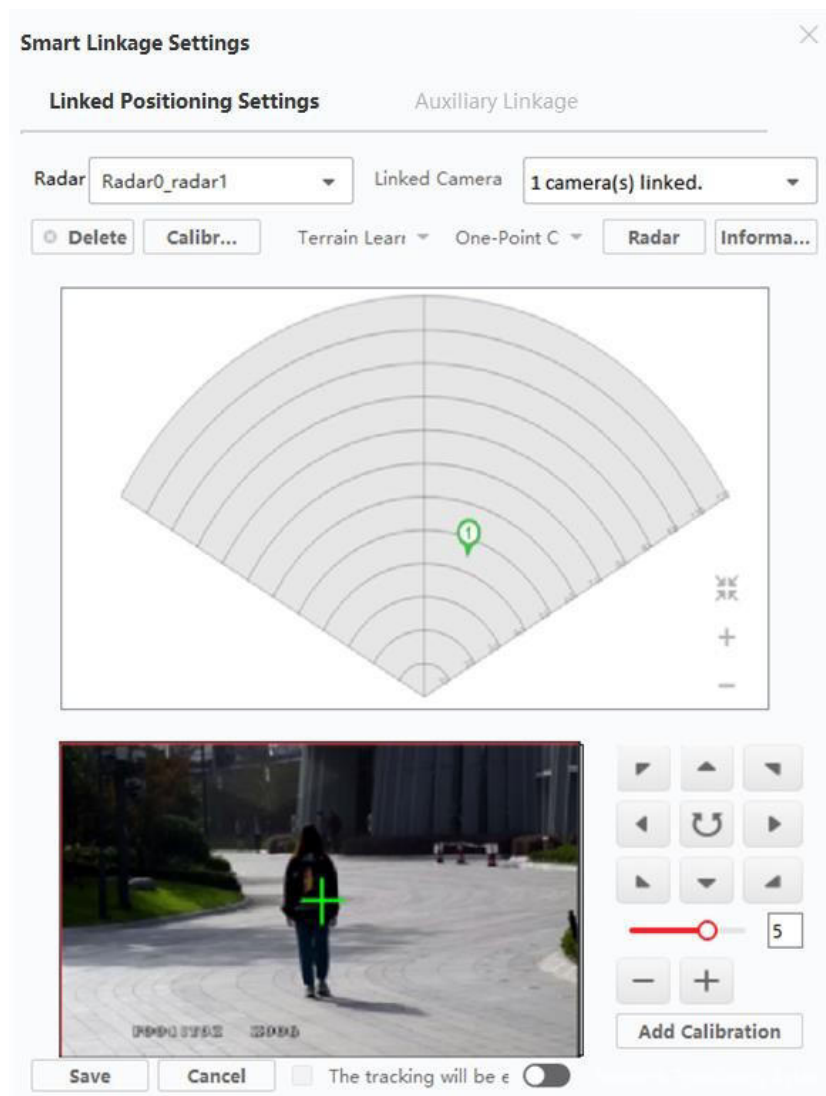 Smart Linkage Settings
Linked Positioning Settings Auxiliary Linkage
Radar Radar0_radar1 Linked Camera 1 camera(s) linked.
Delete Calibr... Terrain Learı One-Point C Radar Informa...
1
5
Add Calibration
Save Cancel The tracking will be e